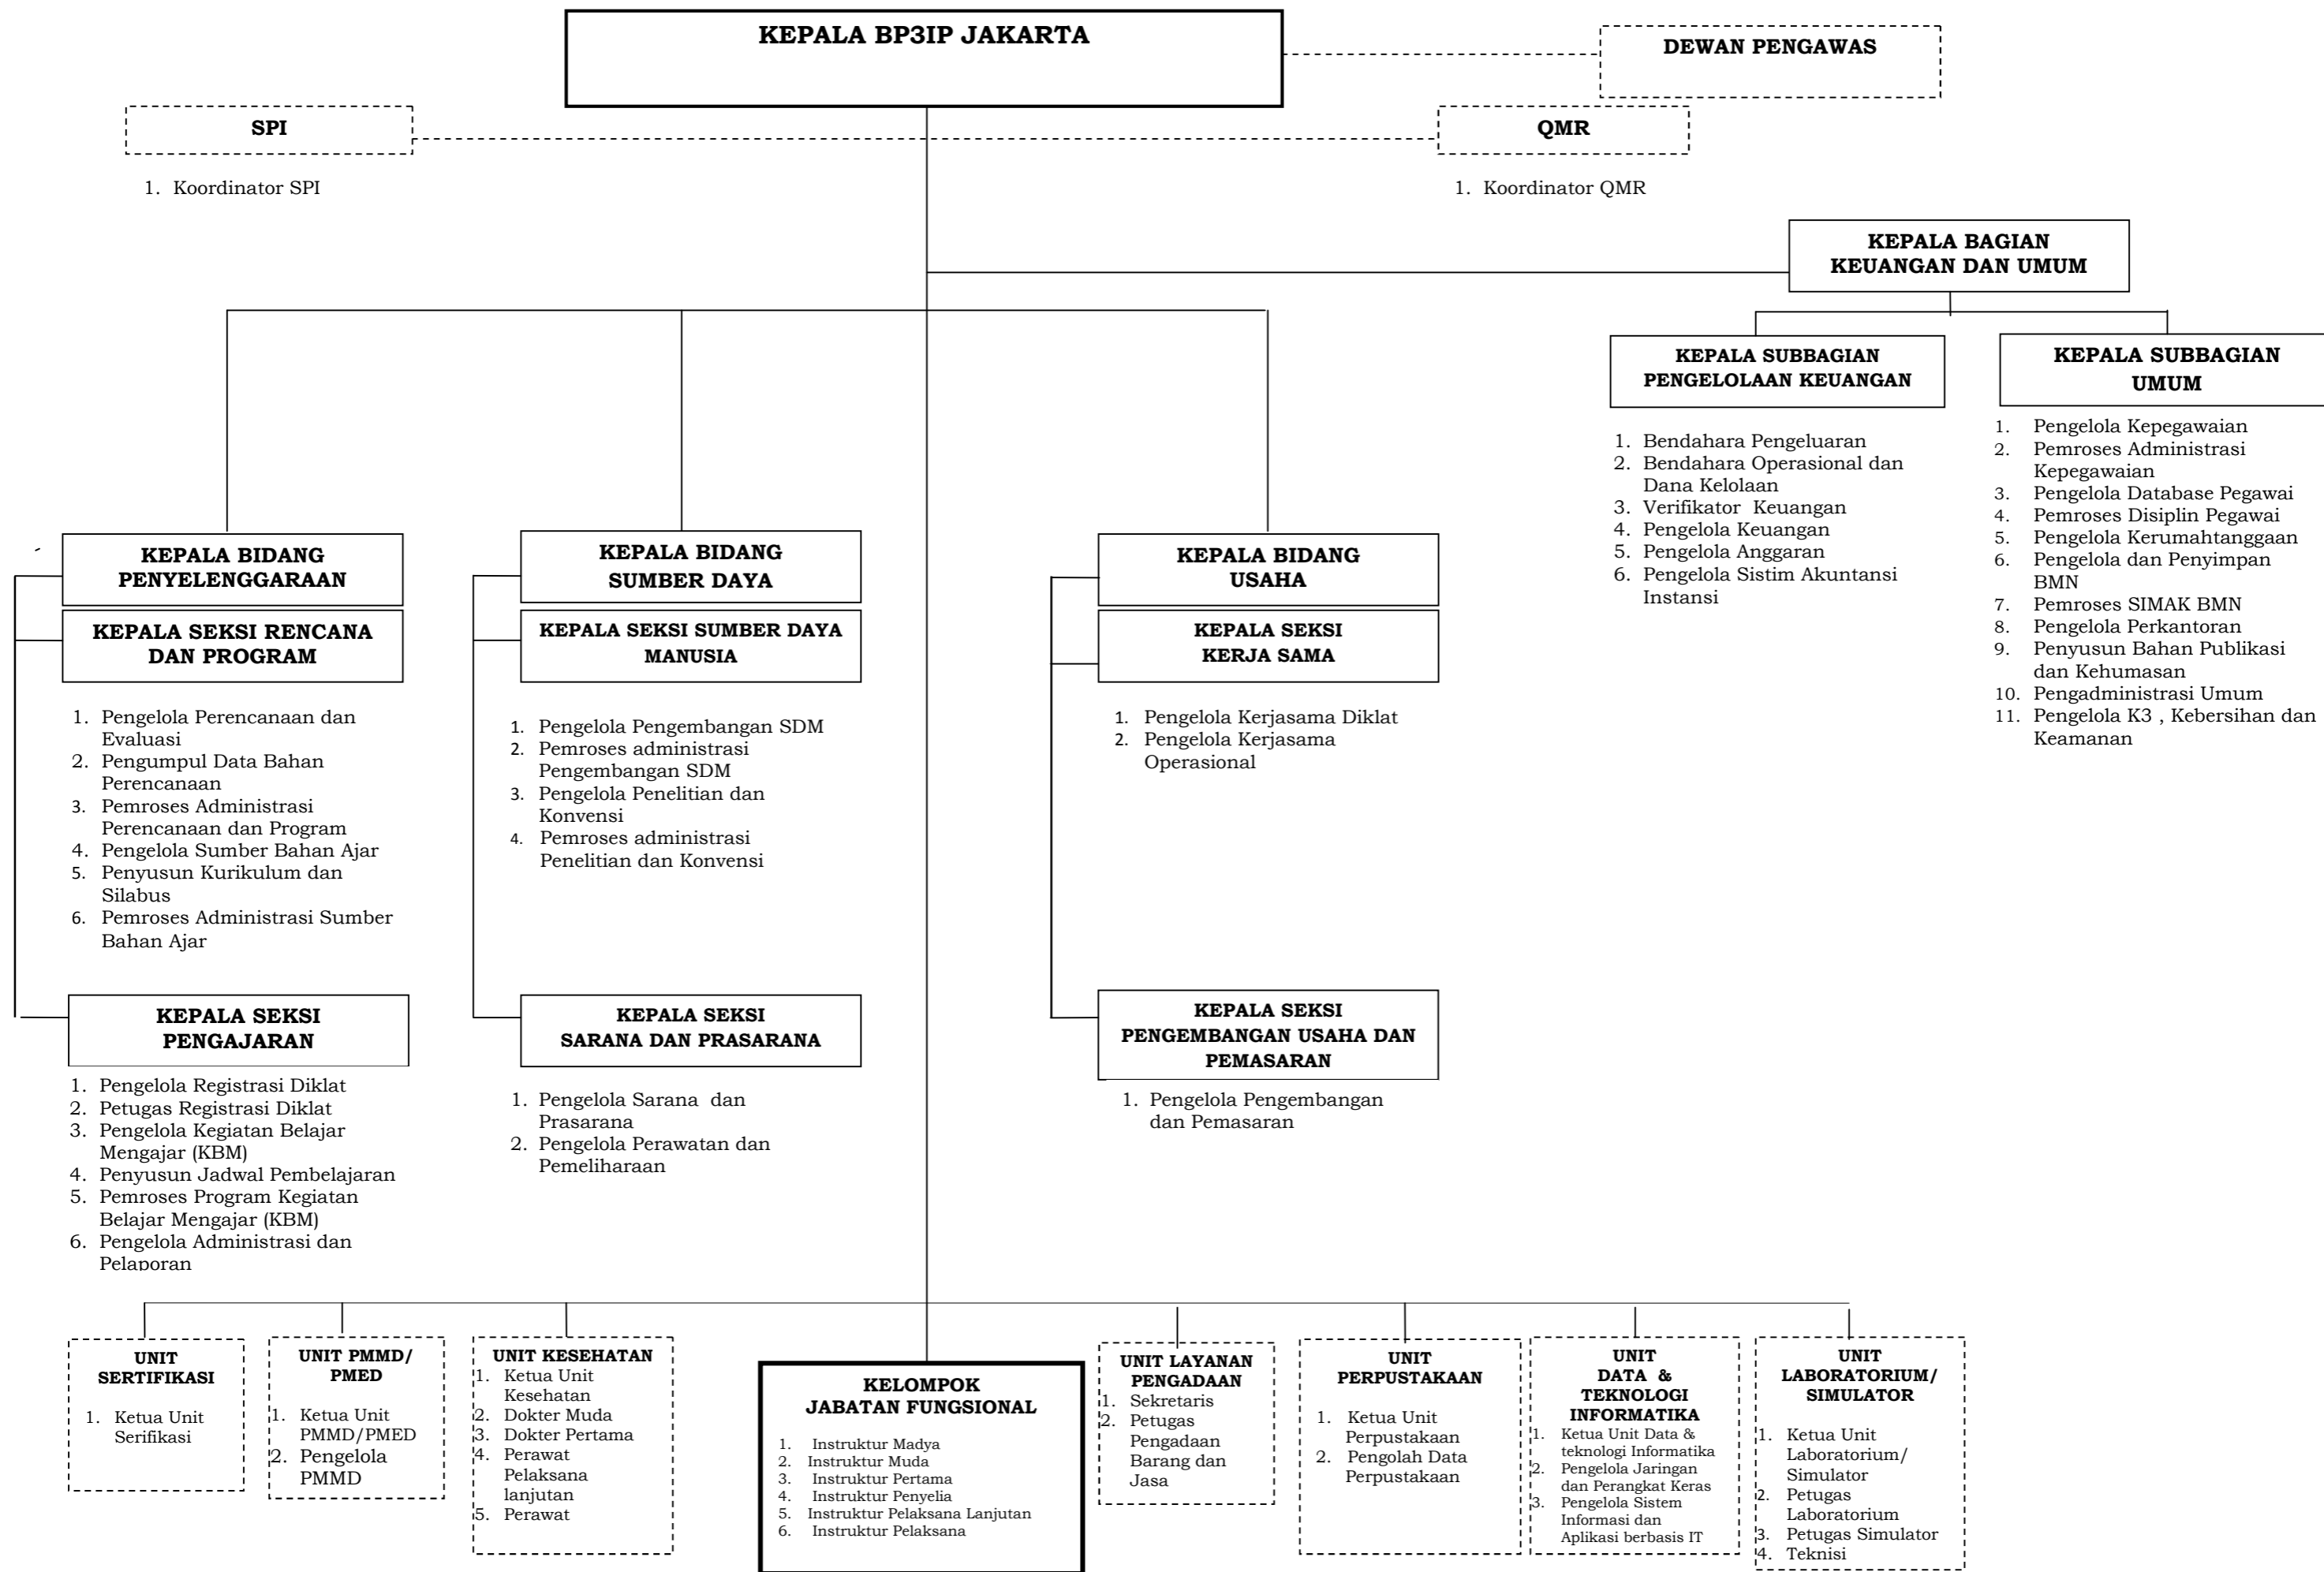 KEPALA BP3IP JAKARTA
DEWAN PENGAWAS
SPI
QMR
1. Koordinator SPI
1. Koordinator QMR
KEPALA BAGIAN
KEUANGAN DAN UMUM
KEPALA SUBBAGIAN
PENGELOLAAN KEUANGAN
1. Bendahara Pengeluaran
2. Bendahara Operasional dan
Dana Kelolaan
3. Verifikator Keuangan
4. Pengelola Keuangan
5. Pengelola Anggaran
6. Pengelola Sistim Akuntansi
Instansi
KEPALA SUBBAGIAN
UMUM
1. Pengelola Kepegawaian
2. Pemroses Administrasi
Kepegawaian
3. Pengelola Database Pegawai
4. Pemroses Disiplin Pegawai
5. Pengelola Kerumahtanggaan
6. Pengelola dan Penyimpan
BMN
7. Pemroses SIMAK BMN
8. Pengelola Perkantoran
9. Penyusun Bahan Publikasi
dan Kehumasan
10. Pengadministrasi Umum
11. Pengelola K3 , Kebersihan dan
Keamanan
KEPALA BIDANG
PENYELENGGARAAN
KEPALA SEKSI RENCANA
DAN PROGRAM
1. Pengelola Perencanaan dan
Evaluasi
2. Pengumpul Data Bahan
Perencanaan
3. Pemroses Administrasi
Perencanaan dan Program
4. Pengelola Sumber Bahan Ajar
5. Penyusun Kurikulum dan
Silabus
6. Pemroses Administrasi Sumber
Bahan Ajar
KEPALA SEKSI
PENGAJARAN
1. Pengelola Registrasi Diklat
2. Petugas Registrasi Diklat
3. Pengelola Kegiatan Belajar
Mengajar (KBM)
4. Penyusun Jadwal Pembelajaran
5. Pemroses Program Kegiatan
Belajar Mengajar (KBM)
6. Pengelola Administrasi dan
Pelaporan
KEPALA BIDANG
SUMBER DAYA
KEPALA SEKSI SUMBER DAYA
MANUSIA
1. Pengelola Pengembangan SDM
2. Pemroses administrasi
Pengembangan SDM
3. Pengelola Penelitian dan
Konvensi
4. Pemroses administrasi
Penelitian dan Konvensi
KEPALA SEKSI
SARANA DAN PRASARANA
1. Pengelola Sarana dan
Prasarana
2. Pengelola Perawatan dan
Pemeliharaan
KEPALA BIDANG
USAHA
KEPALA SEKSI
KERJA SAMA
1. Pengelola Kerjasama Diklat
2. Pengelola Kerjasama
Operasional
KEPALA SEKSI
PENGEMBANGAN USAHA DAN
PEMASARAN
1. Pengelola Pengembangan
dan Pemasaran
UNIT
SERTIFIKASI
1. Ketua Unit
Serifikasi
UNIT PMMD/
PMED
1. Ketua Unit
PMMD/PMED
2. Pengelola
PMMD
UNIT KESEHATAN
1. Ketua Unit
Kesehatan
2. Dokter Muda
3. Dokter Pertama
4. Perawat
Pelaksana
lanjutan
5. Perawat
KELOMPOK
JABATAN FUNGSIONAL
1. Instruktur Madya
2. Instruktur Muda
3. Instruktur Pertama
4. Instruktur Penyelia
5. Instruktur Pelaksana Lanjutan
6. Instruktur Pelaksana
UNIT LAYANAN
PENGADAAN
1. Sekretaris
2. Petugas
Pengadaan
Barang dan
Jasa
UNIT
PERPUSTAKAAN
1. Ketua Unit
Perpustakaan
2. Pengolah Data
Perpustakaan
UNIT
DATA &
TEKNOLOGI
INFORMATIKA
1. Ketua Unit Data &
teknologi Informatika
2. Pengelola Jaringan
dan Perangkat Keras
3. Pengelola Sistem
Informasi dan
Aplikasi berbasis IT
UNIT
LABORATORIUM/
SIMULATOR
1. Ketua Unit
Laboratorium/
Simulator
2. Petugas
Laboratorium
3. Petugas Simulator
4. Teknisi